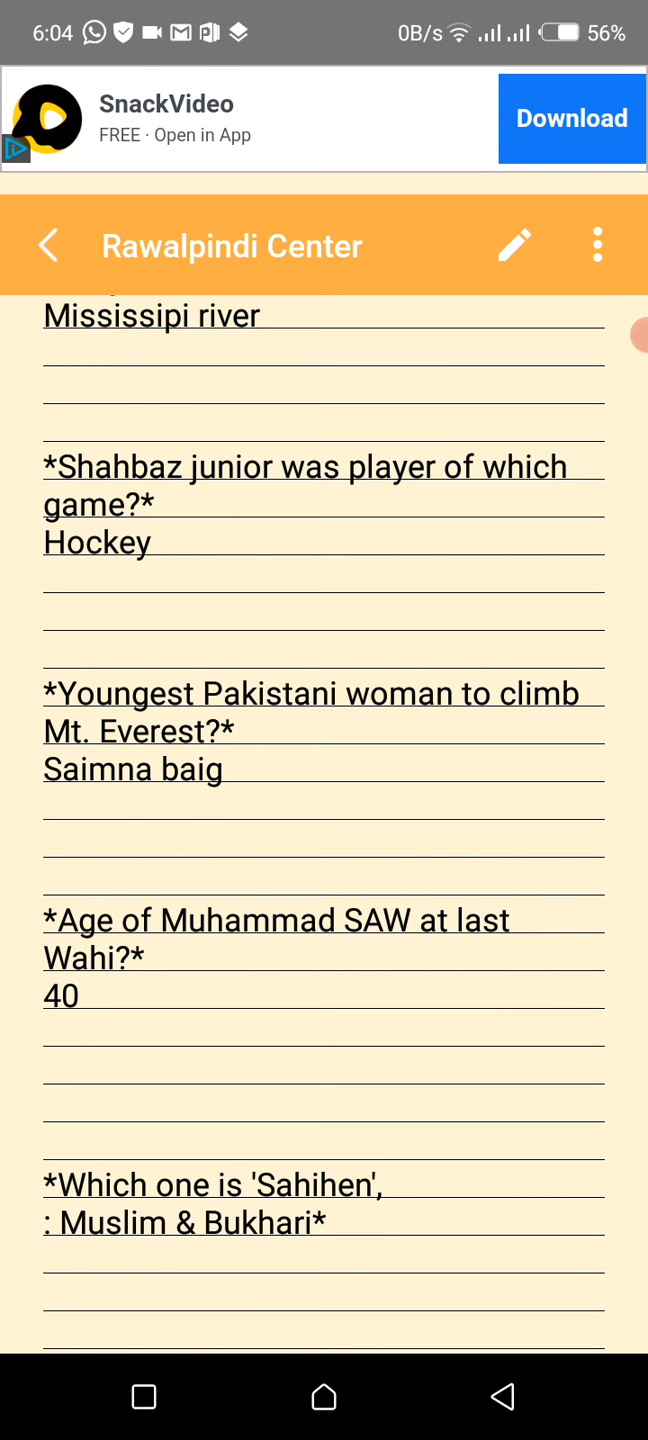 6:04
0B/s
56%
SnackVideo
FREE · Open in App
Download
Rawalpindi Center
Mississipi river
*Shahbaz junior was player of which
game?*
Hockey
*Youngest Pakistani woman to climb
Mt. Everest?*
Saimna baig
*Age of Muhammad SAW at last
Wahi?*
40
*Which one is 'Sahihen',
: Muslim & Bukhari*